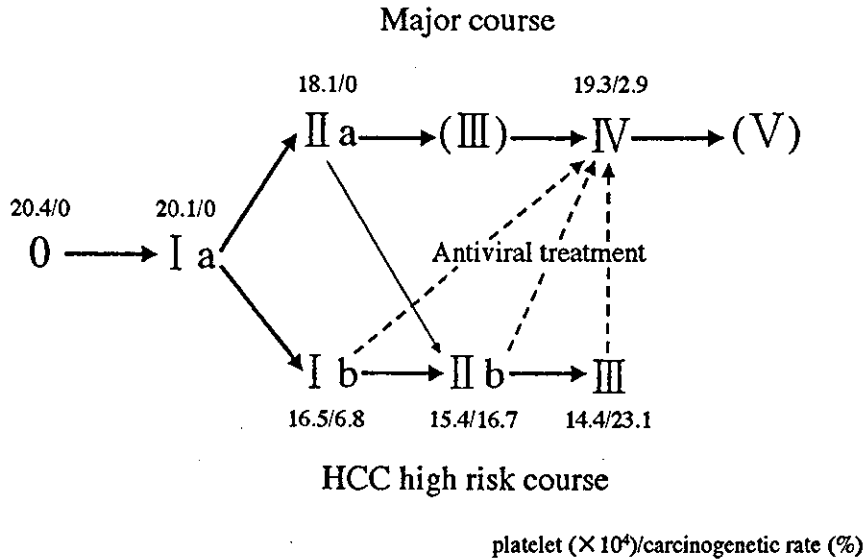 Major course
18.1/0 19.3/2.9
Ⅱ a (Ⅲ) Ⅳ (Ⅴ)
20.4/0 20.1/0
0 Ⅰ a
Antiviral treatment
Ⅰ b Ⅱ b Ⅲ
16.5/6.8 15.4/16.7 14.4/23.1
HCC high risk course
platelet (×10⁴)/carcinogenetic rate (%)